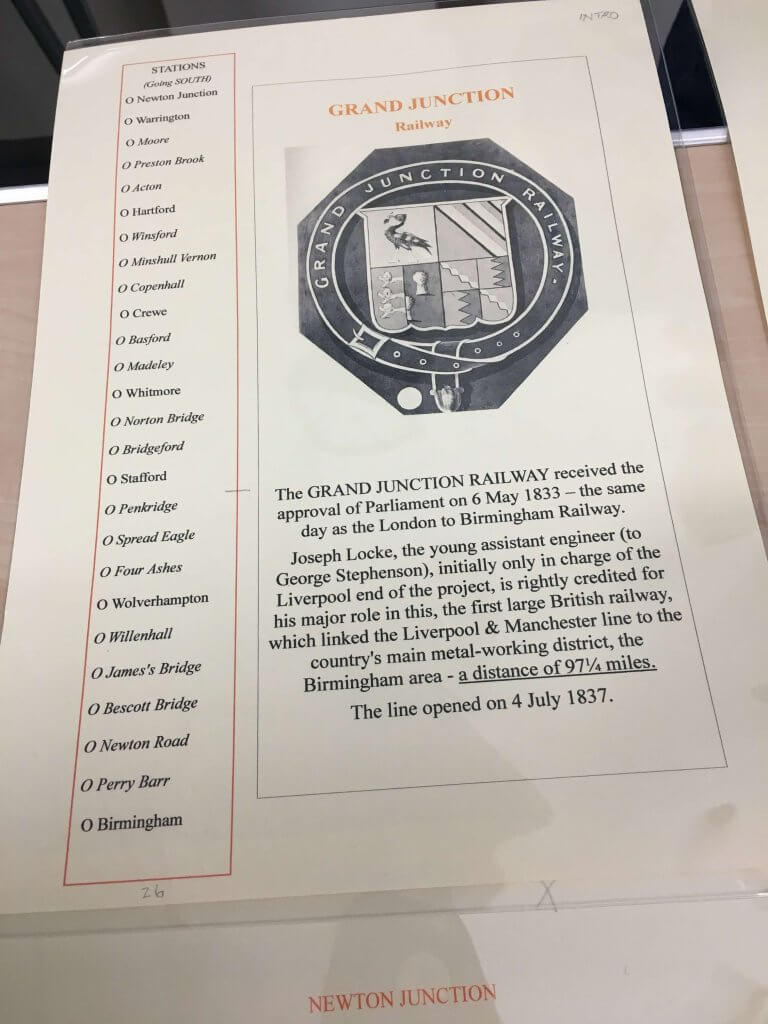 INTRO
STATIONS
(Going SOUTH)
O Newton Junction
O Warrington
O Moore
O Preston Brook
O Acton
O Hartford
O Winsford
O Minshull Vernon
O Copenhall
O Crewe
O Basford
O Madeley
O Whitmore
O Norton Bridge
O Bridgeford
O Stafford
O Penkridge
O Spread Eagle
O Four Ashes
O Wolverhampton
O Willenhall
O James's Bridge
O Bescott Bridge
O Newton Road
O Perry Barr
O Birmingham
26
GRAND JUNCTION
Railway
GRAND JUNCTION RAILWAY
The GRAND JUNCTION RAILWAY received the
approval of Parliament on 6 May 1833 – the same
day as the London to Birmingham Railway.
Joseph Locke, the young assistant engineer (to
George Stephenson), initially only in charge of the
Liverpool end of the project, is rightly credited for
his major role in this, the first large British railway,
which linked the Liverpool & Manchester line to the
country's main metal-working district, the
Birmingham area - a distance of 97¼ miles.
The line opened on 4 July 1837.
X
NEWTON JUNCTION